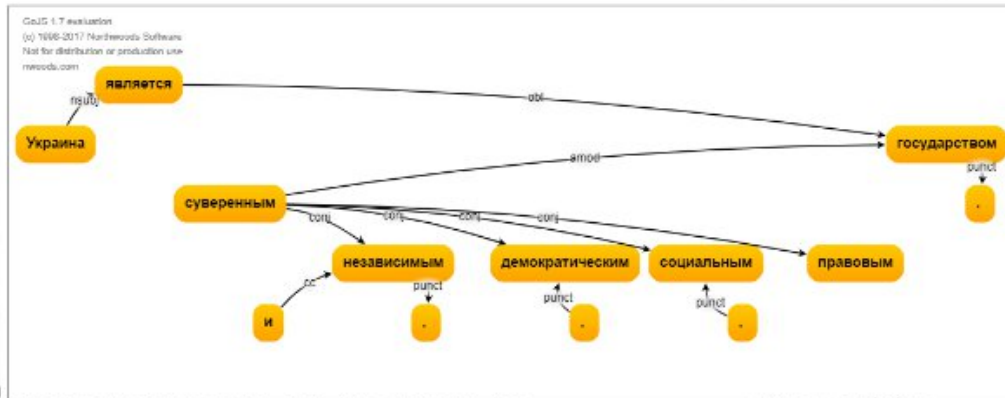 GoJS 1.7 evaluation
(c) 1998-2017 Northwoods Software
Not for distribution or production use
nwoods.com
является
nsubj
obl
Украина
государством
amod
punct
суверенным
.
conj conj conj conj
независимым демократическим социальным правовым
cc punct punct punct
и . . .